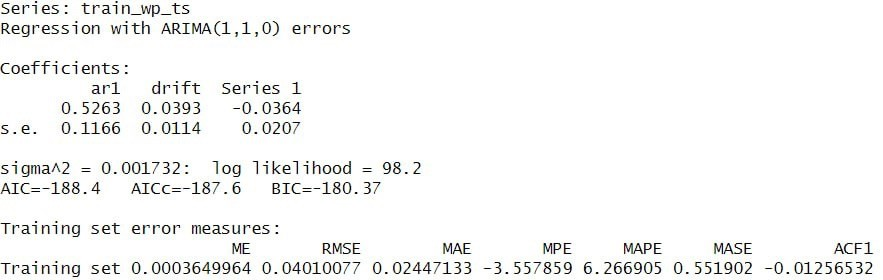 Series: train_wp_ts
Regression with ARIMA(1,1,0) errors
Coefficients:
ar1 drift Series 1
0.5263 0.0393 -0.0364
s.e. 0.1166 0.0114 0.0207
sigma^2 = 0.001732: log likelihood = 98.2
AIC=-188.4 AICc=-187.6 BIC=-180.37
Training set error measures:
ME RMSE MAE MPE MAPE MASE ACF1
Training set 0.0003649964 0.04010077 0.02447133 -3.557859 6.266905 0.551902 -0.01256532